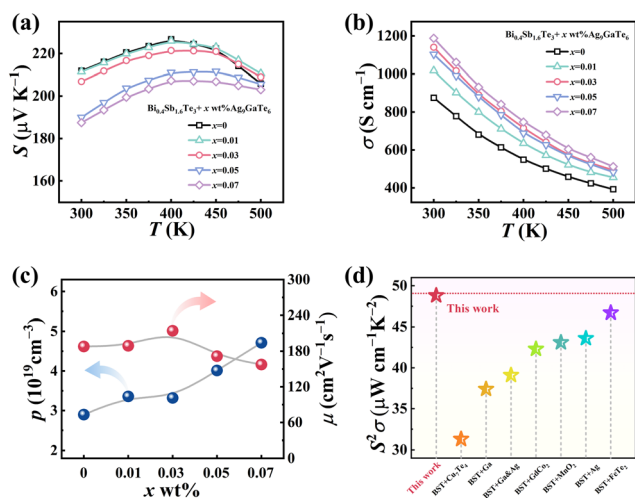 (a)
S (μV K⁻¹)
220
200
180
160
Bi₀.₄Sb₁.₆Te₃+ x wt%Ag₉GaTe₆
x=0
x=0.01
x=0.03
x=0.05
x=0.07
300 350 400 450 500
T (K)
(b)
σ (S cm⁻¹)
1200
1000
800
600
400
Bi₀.₄Sb₁.₆Te₃+x wt%Ag₉GaTe₆
x=0
x=0.01
x=0.03
x=0.05
x=0.07
300 350 400 450 500
T (K)
(c)
p (10¹⁹cm⁻³)
6
5
4
3
2
300
240
180
120
60
0
μ (cm²V⁻¹s⁻¹)
0 0.01 0.03 0.05 0.07
x wt%
(d)
S²σ (μW cm⁻¹K⁻²)
50
45
40
35
30
This work
This work
BST+Cu₂Te₄
BST+Ga
BST+Ga&Ag
BST+GdCo₂
BST+MnO₂
BST+Ag
BST+FeTe₂